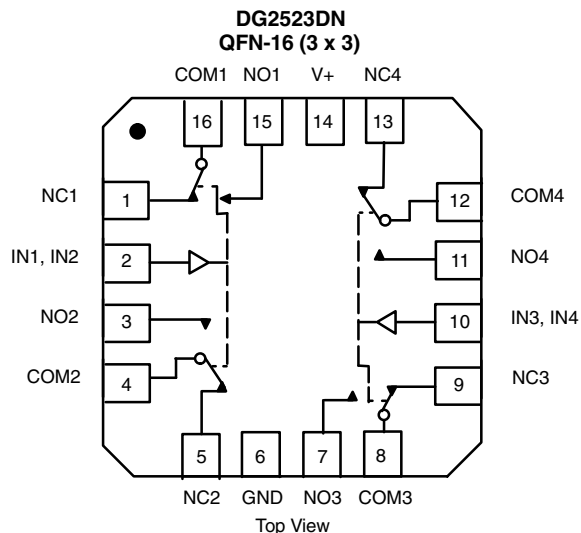 DG2523DN
QFN-16 (3 x 3)
COM1 NO1 V+ NC4
16 15 14 13
NC1 1 12 COM4
IN1, IN2 2 11 NO4
NO2 3 10 IN3, IN4
COM2 4 9 NC3
5 6 7 8
NC2 GND NO3 COM3
Top View